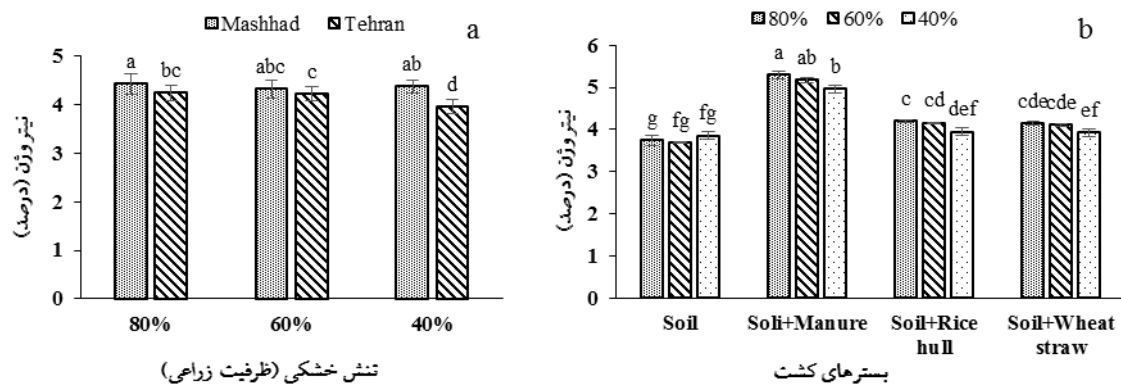 Mashhad Tehran
a
5
4
3
2
1
0
a bc abc c ab d
80% 60% 40%
نیتروژن (درصد)
تنش خشکی (ظرفیت زراعی)
80% 60% 40%
b
6
5
4
3
2
1
0
g fg fg a ab b c cd def cde cde ef
Soil Soli+Manure Soil+Rice hull Soil+Wheat straw
نیتروژن (درصد)
بسترهای کشت